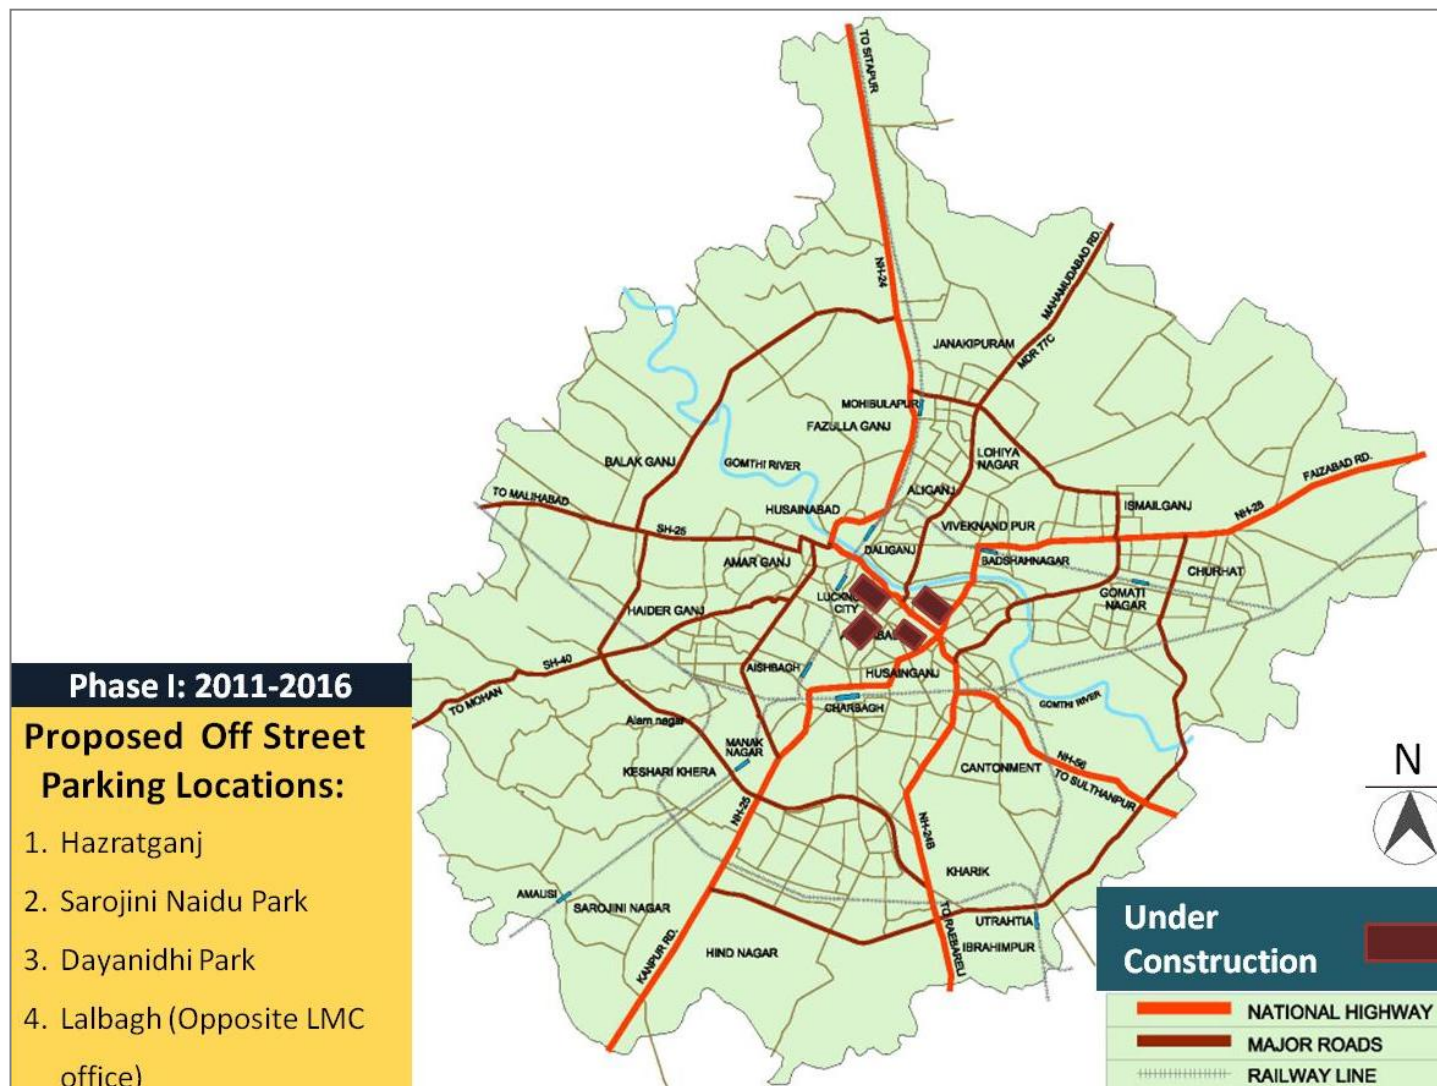 TO SITAPUR
NH-24
MAHAMUDABAD RD.
MDR 77C
JANAKIPURAM
MOHIBULAPUR
FAZULLA GANJ
LOHIYA
NAGAR
BALAK GANJ
GOMTHI RIVER
FAIZABAD RD.
TO MALIHABAD
ALIGANJ
HUSAINABAD
ISMAILGANJ
NH-28
VIVEKNAND PUR
SH-25
DALIGANJ
AMAR GANJ
BADSHAHNAGAR
CHURHAT
GOMATI
NAGAR
CITY
HAIDER GANJ
AISHBAGH
HUSAINGANJ
SH-40
TO MOHAN
CHARBAGH
GOMTHI RIVER
Alam nagar
MANAK
NAGAR
KESHARI KHERA
CANTONMENT
NH-56
TO SULTHANPUR
NH-25
NH-24B
KHARIK
AMAUSI
SAROJINI NAGAR
UTRAHTIA
IBRAHIMPUR
TO RAEBARELI
HIND NAGAR
KANPUR RD.
Phase I: 2011-2016
Proposed Off Street
Parking Locations:
1. Hazratganj
2. Sarojini Naidu Park
3. Dayanidhi Park
4. Lalbagh (Opposite LMC
office)
N
Under
Construction
NATIONAL HIGHWAY
MAJOR ROADS
RAILWAY LINE